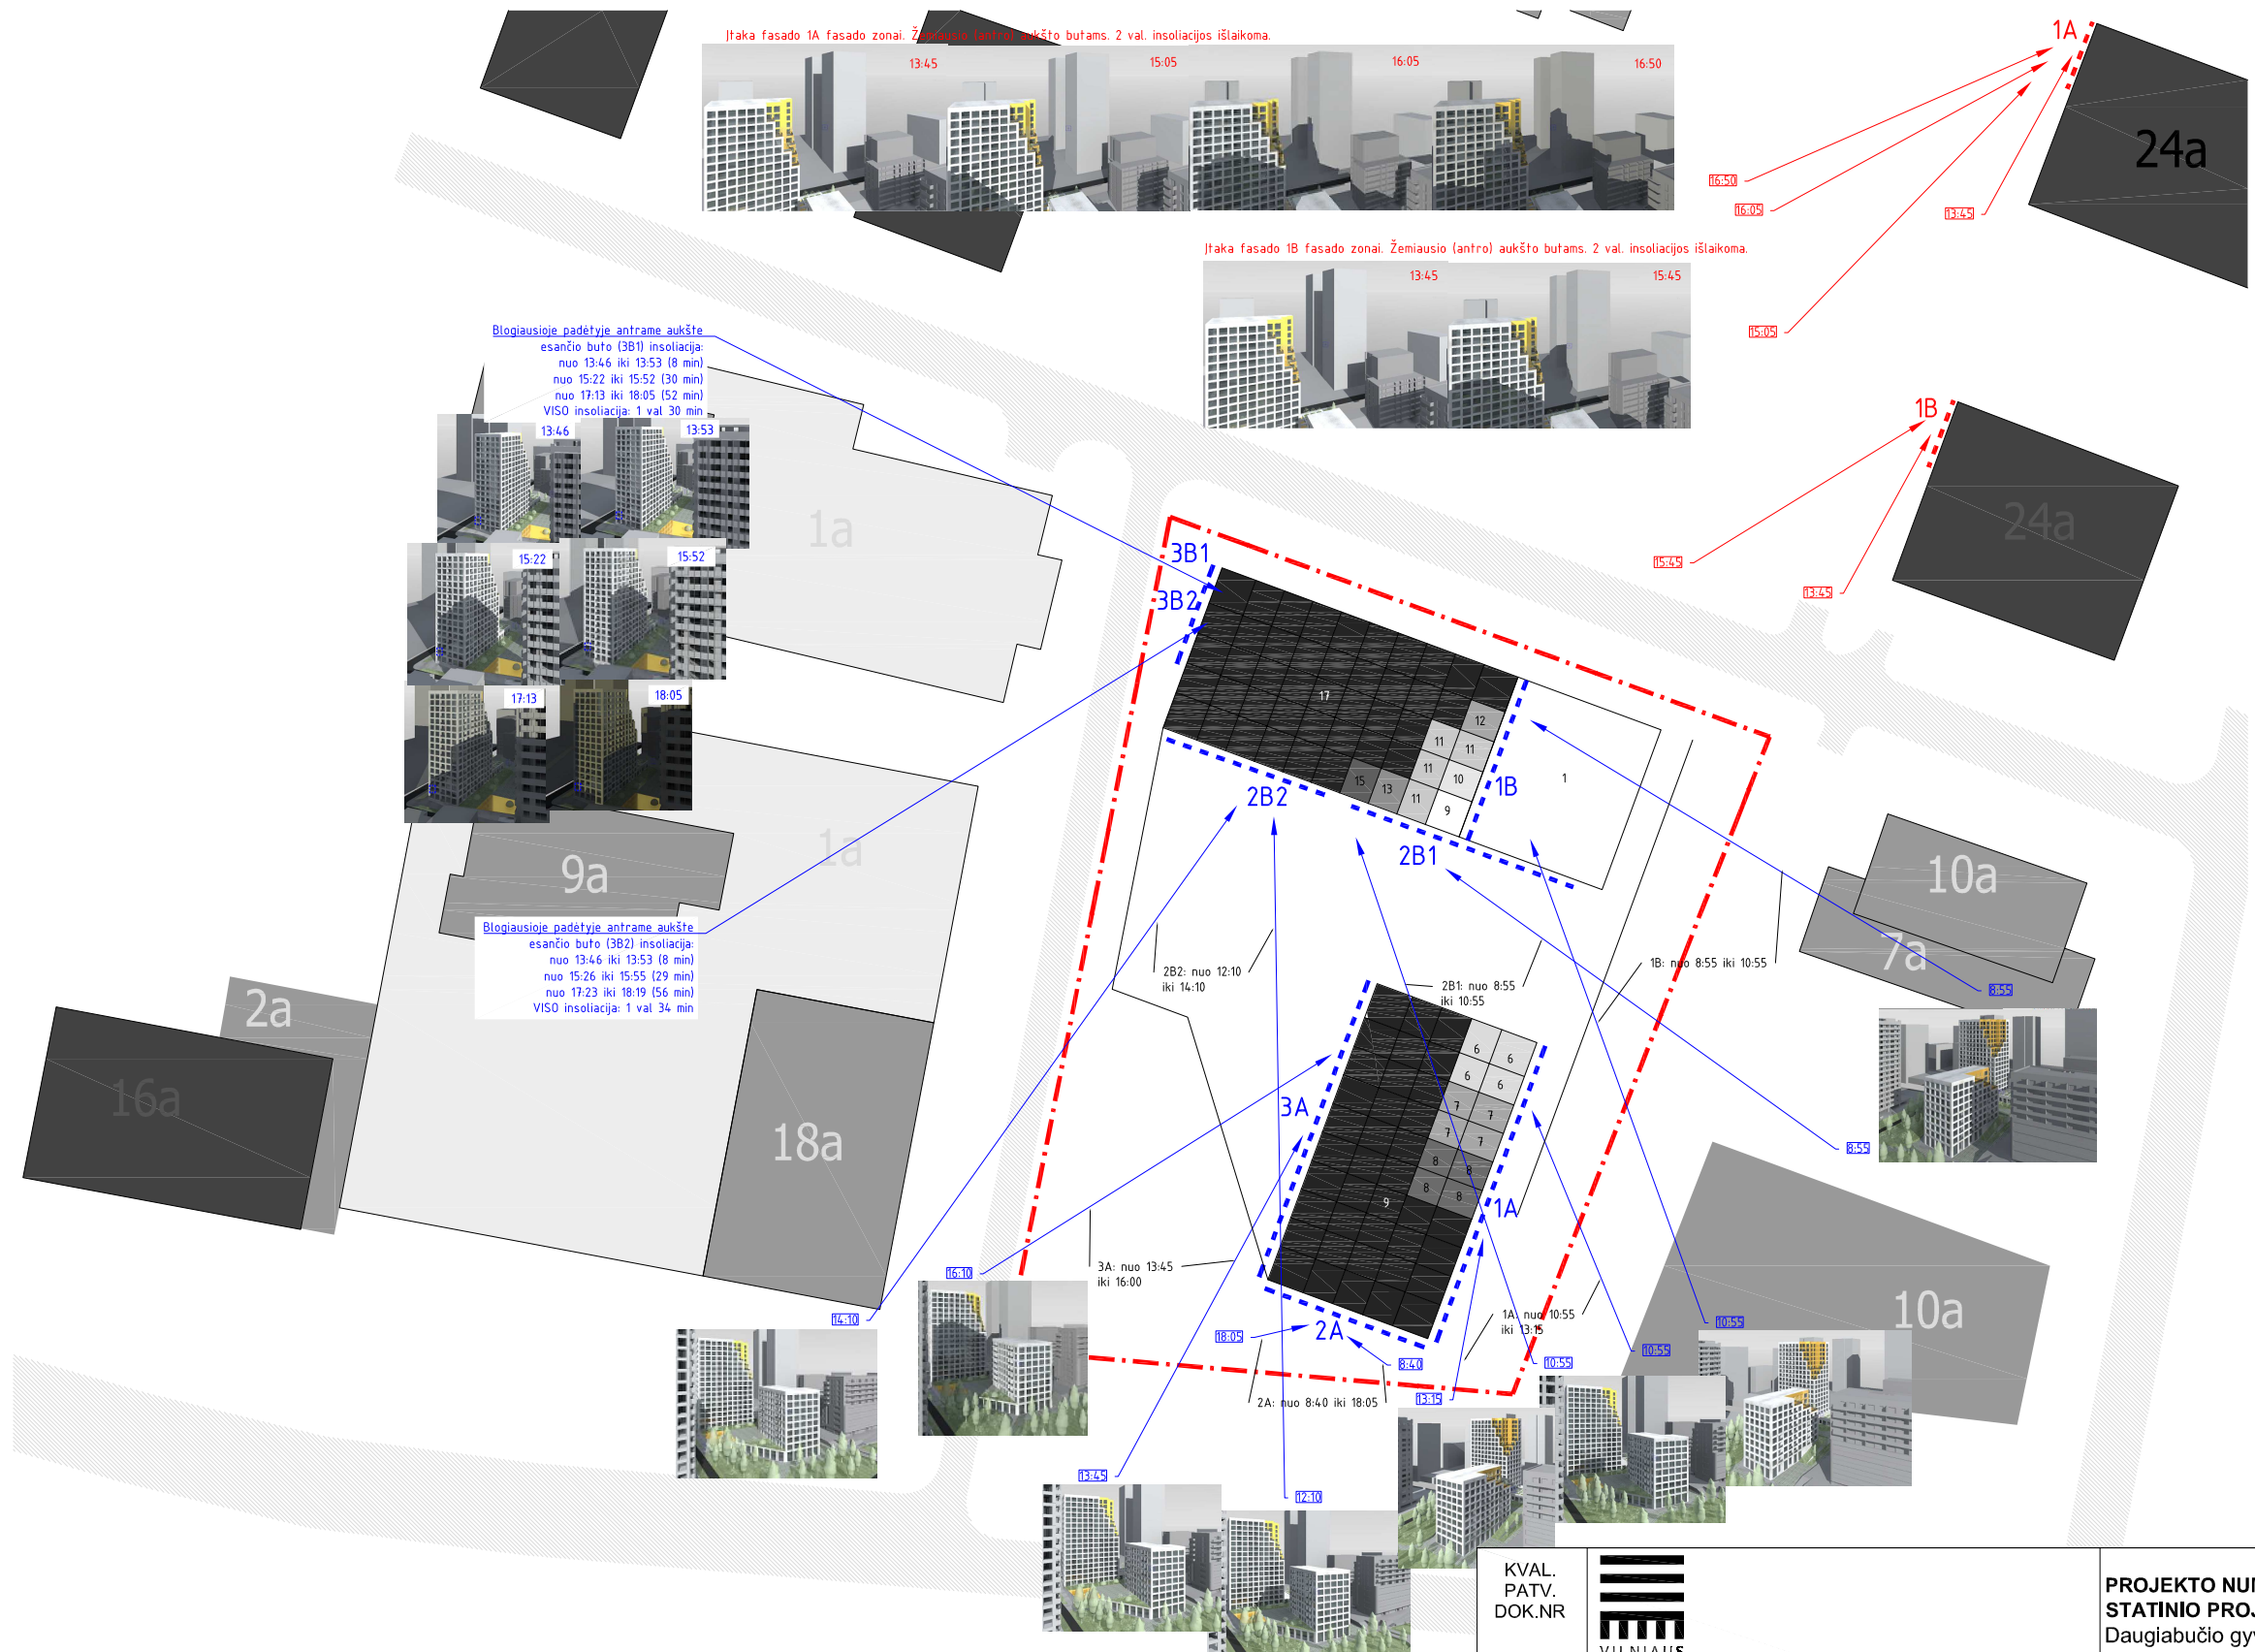 Įtaka fasado 1A fasado zonai. Žemiausio (antro) aukšto butams. 2 val. insoliacijos išlaikoma.
13:45
15:05
16:05
16:50
1A
24a
16:50
16:05
13:45
15:05
Įtaka fasado 1B fasado zonai. Žemiausio (antro) aukšto butams. 2 val. insoliacijos išlaikoma.
13:45
15:45
1B
24a
15:45
13:45
Blogiausioje padėtyje antrame aukšte
esančio buto (3B1) insoliacija:
nuo 13:46 iki 13:53 (8 min)
nuo 15:22 iki 15:52 (30 min)
nuo 17:13 iki 18:05 (52 min)
VISO insoliacija: 1 val 30 min
13:46
13:53
15:22
15:52
17:13
18:05
1a
3B1
3B2
17
12
11
11
11
10
15
13
11
9
1B
1
2B2
2B1
1a
9a
Blogiausioje padėtyje antrame aukšte
esančio buto (3B2) insoliacija:
nuo 13:46 iki 13:53 (8 min)
nuo 15:26 iki 15:55 (29 min)
nuo 17:23 iki 18:19 (56 min)
VISO insoliacija: 1 val 34 min
10a
7a
2a
16a
18a
2B2: nuo 12:10
iki 14:10
2B1: nuo 8:55
iki 10:55
1B: nuo 8:55 iki 10:55
8:55
8:55
6
6
6
6
7
7
7
7
8
8
8
8
9
3A
1A
2A
10a
3A: nuo 13:45
iki 16:00
1A: nuo 10:55
iki 13:15
16:10
14:10
18:05
8:40
10:55
10:55
10:55
13:15
2A: nuo 8:40 iki 18:05
13:45
12:10
KVAL.
PATV.
DOK.NR
VILNIAUS
PROJEKTO
STATINIO
Daugiabučio